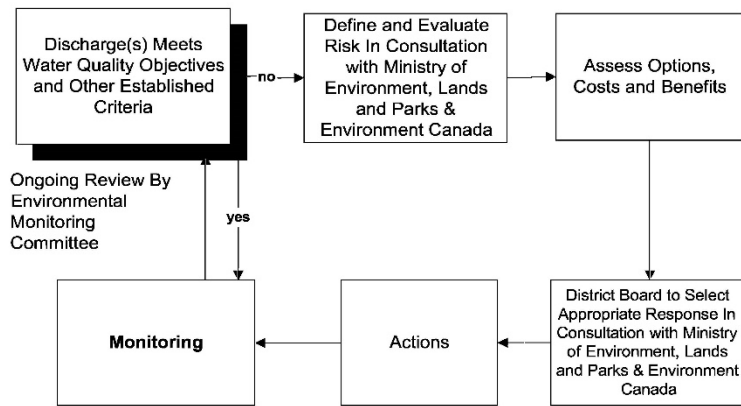 Discharge(s) Meets
Water Quality Objectives
and Other Established
Criteria
no
Define and Evaluate
Risk In Consultation
with Ministry of
Environment, Lands
and Parks &
Environment Canada
Assess Options,
Costs and Benefits
Ongoing Review By
Environmental
Monitoring
Committee
yes
Monitoring
Actions
District Board to Select
Appropriate Response In
Consultation with Ministry
of Environment, Lands
and Parks & Environment
Canada